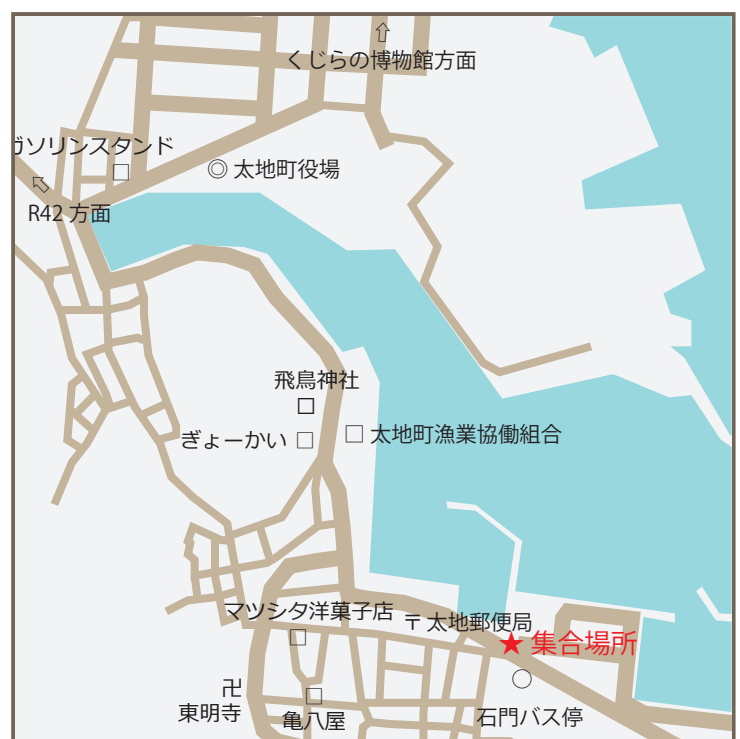 ⇧
くじらの博物館方面
ガソリンスタンド
◎ 太地町役場
R42 方面
飛鳥神社
ぎょーかい
太地町漁業協働組合
マツシタ洋菓子店
〒 太地郵便局
★ 集合場所
卍
東明寺
亀八屋
石門バス停